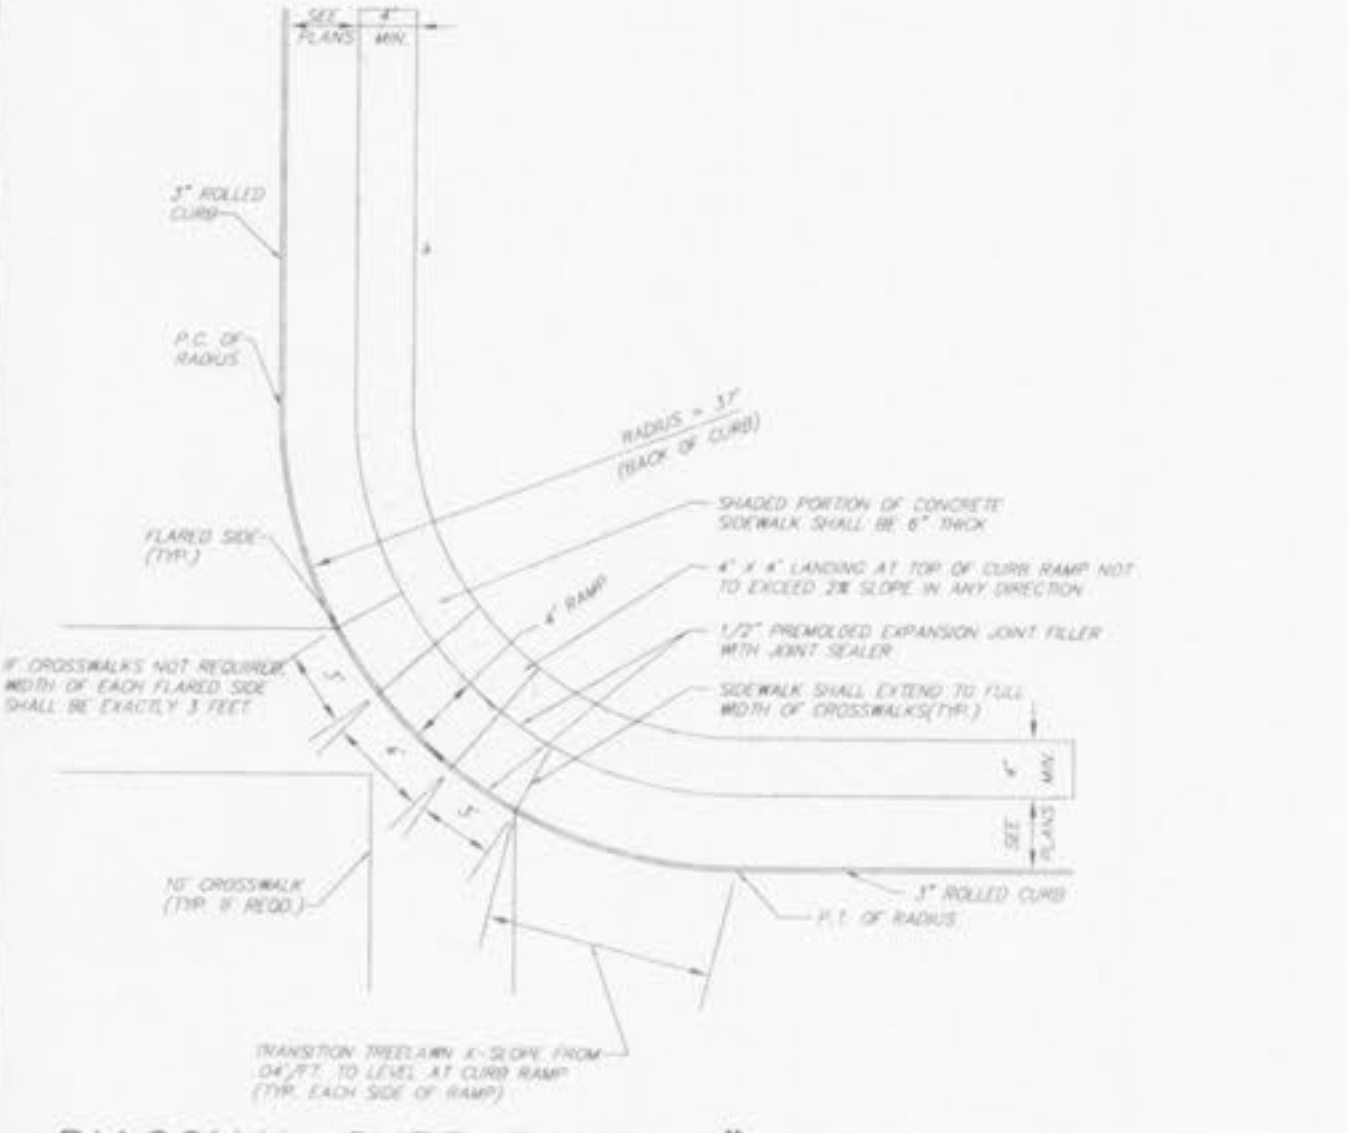 SEE
PLANS
4'
MIN.
3" ROLLED
CURB
P.C. OF
RADIUS
RADIUS = 37'
(BACK OF CURB)
SHADED PORTION OF CONCRETE
SIDEWALK SHALL BE 6" THICK
FLARED SIDE
(TYP.)
4' X 4' LANDING AT TOP OF CURB RAMP NOT
TO EXCEED 2% SLOPE IN ANY DIRECTION
4' RAMP
1/2" PREMOLDED EXPANSION JOINT FILLER
WITH JOINT SEALER
IF CROSSWALKS NOT REQUIRED,
WIDTH OF EACH FLARED SIDE
SHALL BE EXACTLY 3 FEET
SIDEWALK SHALL EXTEND TO FULL
WIDTH OF CROSSWALKS(TYP.)
5'
5'
4'
MIN.
SEE
PLANS
10' CROSSWALK
(TYP. IF REQD.)
3" ROLLED CURB
P.T. OF RADIUS
TRANSITION TREELAWN X-SLOPE FROM
.04'/FT. TO LEVEL AT CURB RAMP
(TYP. EACH SIDE OF RAMP)